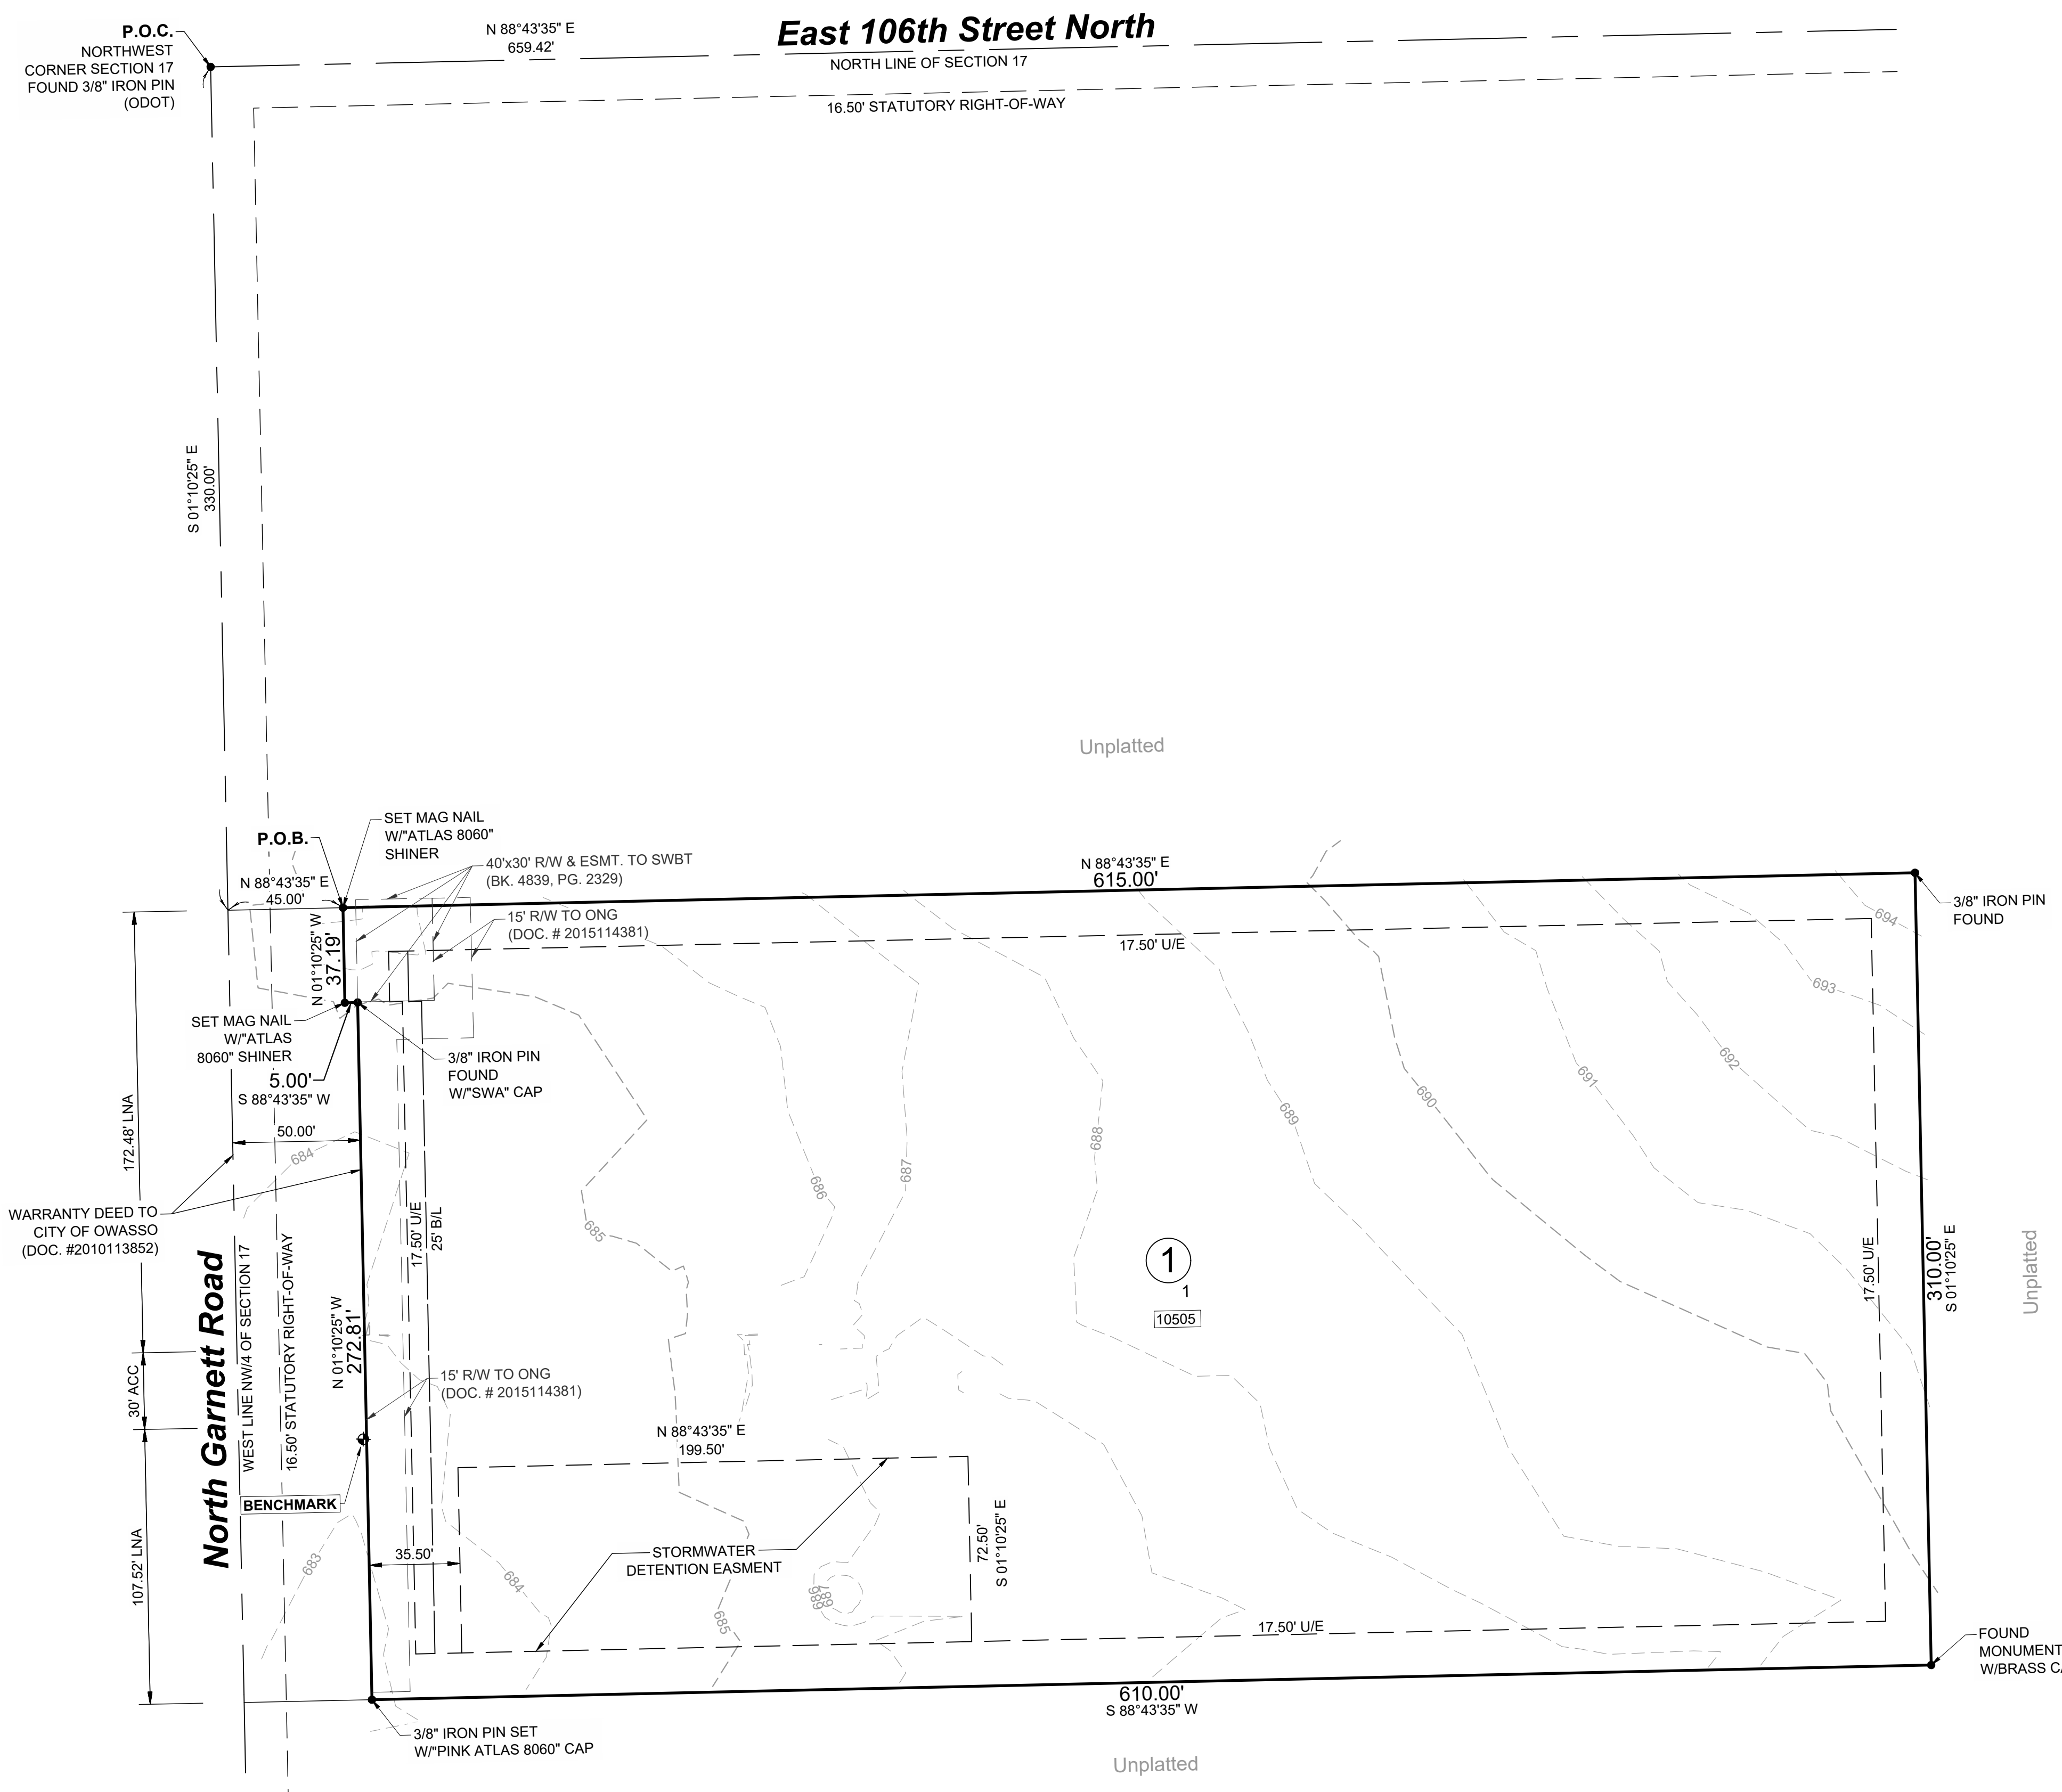 East 106th Street North
N 88°43'35" E
659.42'
NORTH LINE OF SECTION 17
16.50' STATUTORY RIGHT-OF-WAY
P.O.C.
NORTHWEST
CORNER SECTION 17
FOUND 3/8" IRON PIN
(ODOT)
S 01°10'25" E
330.00'
Unplatted
P.O.B.
SET MAG NAIL
W/"ATLAS 8060"
SHINER
40'x30' R/W & ESMT. TO SWBT
(BK. 4839, PG. 2329)
N 88°43'35" E
45.00'
15' R/W TO ONG
(DOC. # 2015114381)
N 88°43'35" E
615.00'
17.50' U/E
3/8" IRON PIN
FOUND
694
693
692
691
690
689
688
687
686
685
684
N 01°10'25" W
37.19'
SET MAG NAIL
W/"ATLAS
8060" SHINER
5.00'
S 88°43'35" W
3/8" IRON PIN
FOUND
W/"SWA" CAP
50.00'
172.48' LNA
30' ACC
107.52' LNA
WARRANTY DEED TO
CITY OF OWASSO
(DOC. #2010113852)
North Garnett Road
WEST LINE NW/4 OF SECTION 17
16.50' STATUTORY RIGHT-OF-WAY
N 01°10'25" W
272.81'
17.50' U/E
25' B/L
15' R/W TO ONG
(DOC. # 2015114381)
1
1
10505
17.50' U/E
310.00'
S 01°10'25" E
Unplatted
BENCHMARK
N 88°43'35" E
199.50'
72.50'
S 01°10'25" E
35.50'
STORMWATER
DETENTION EASMENT
683
684
685
686
687
17.50' U/E
FOUND
MONUMENT
W/BRASS CA
610.00'
S 88°43'35" W
3/8" IRON PIN SET
W/"PINK ATLAS 8060" CAP
Unplatted